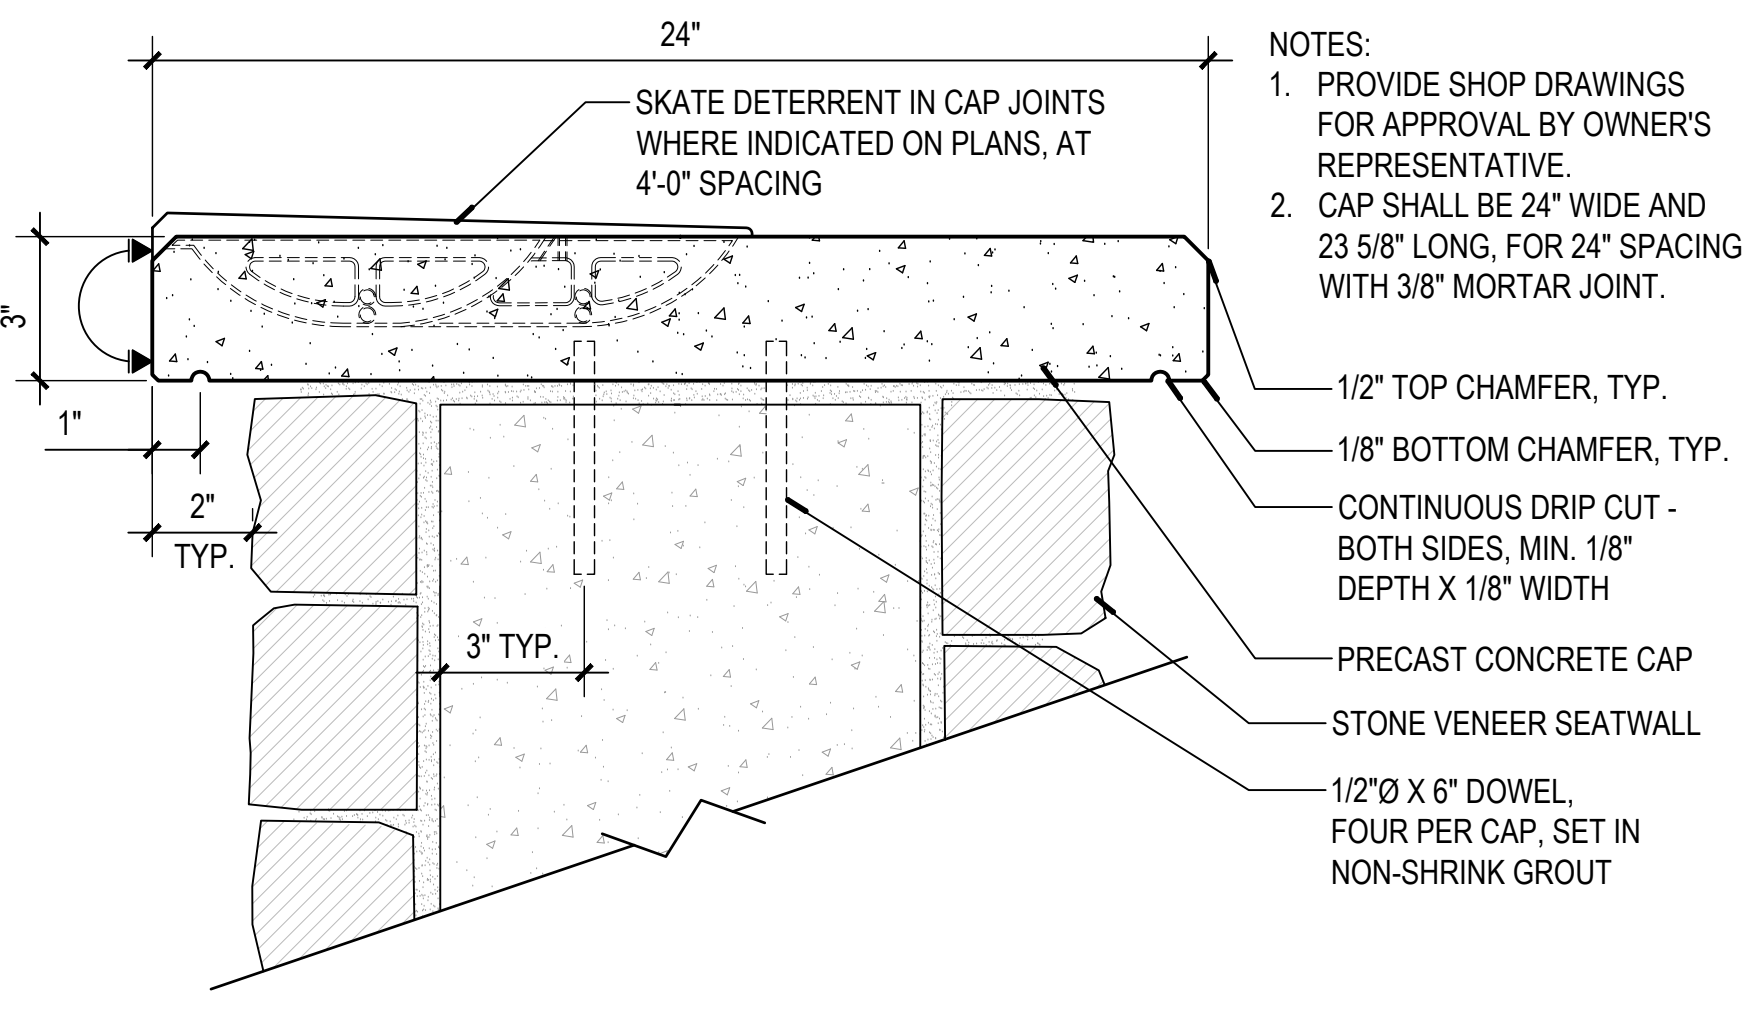 24"
SKATE DETERRENT IN CAP JOINTS
WHERE INDICATED ON PLANS, AT
4'-0" SPACING
NOTES:
1. PROVIDE SHOP DRAWINGS
FOR APPROVAL BY OWNER'S
REPRESENTATIVE.
2. CAP SHALL BE 24" WIDE AND
23 5/8" LONG, FOR 24" SPACING
WITH 3/8" MORTAR JOINT.
3"
1"
2"
TYP.
3" TYP.
1/2" TOP CHAMFER, TYP.
1/8" BOTTOM CHAMFER, TYP.
CONTINUOUS DRIP CUT -
BOTH SIDES, MIN. 1/8"
DEPTH X 1/8" WIDTH
PRECAST CONCRETE CAP
STONE VENEER SEATWALL
1/2"Ø X 6" DOWEL,
FOUR PER CAP, SET IN
NON-SHRINK GROUT